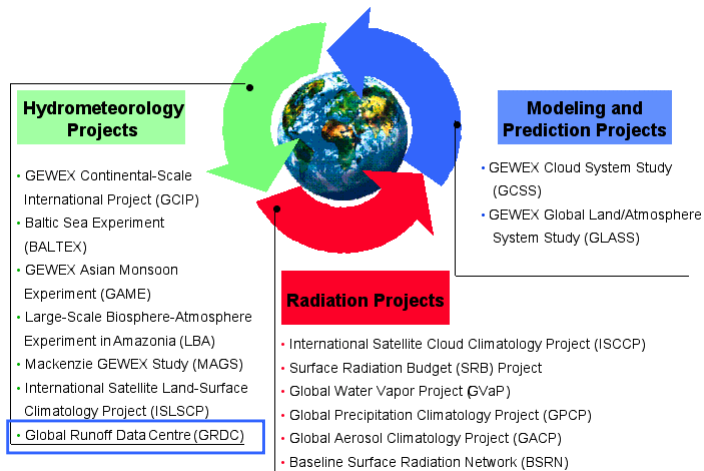 Hydrometeorology
Projects
• GEWEX Continental-Scale
International Project (GCIP)
• Baltic Sea Experiment
(BALTEX)
• GEWEX Asian Monsoon
Experiment (GAME)
• Large-Scale Biosphere-Atmosphere
Experiment in Amazonia (LBA)
• Mackenzie GEWEX Study (MAGS)
• International Satellite Land-Surface
Climatology Project (ISLSCP)
• Global Runoff Data Centre (GRDC)
Modeling and
Prediction Projects
• GEWEX Cloud System Study
(GCSS)
• GEWEX Global Land/Atmosphere
System Study (GLASS)
Radiation Projects
• International Satellite Cloud Climatology Project (ISCCP)
• Surface Radiation Budget (SRB) Project
• Global Water Vapor Project (GVaP)
• Global Precipitation Climatology Project (GPCP)
• Global Aerosol Climatology Project (GACP)
• Baseline Surface Radiation Network (BSRN)